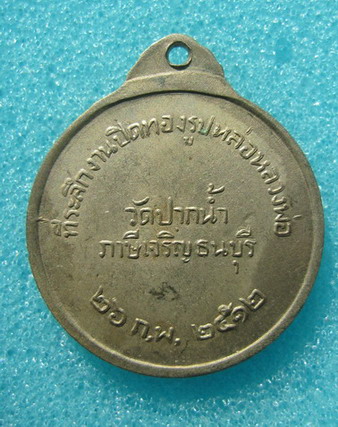 ที่ระลึกงานปิดทองรูปหล่อหลวงพ่อ
วัดปากน้ำ
ภาษีเจริญธนบุรี
๒๖ ก.พ. ๒๕๑๒